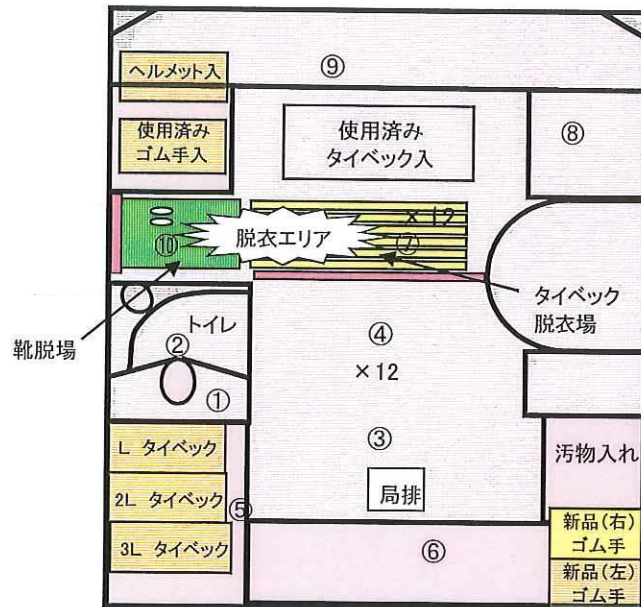 ⑨
ヘルメット入
使用済み
ゴム手入
使用済み
タイベック入
⑧
×12
脱衣エリア
⑩
⑦
タイベック
脱衣場
靴脱場
トイレ
②
①
④
×12
③
局排
L タイベック
2L タイベック
3L タイベック
⑤
⑥
汚物入れ
新品(右)
ゴム手
新品(左)
ゴム手